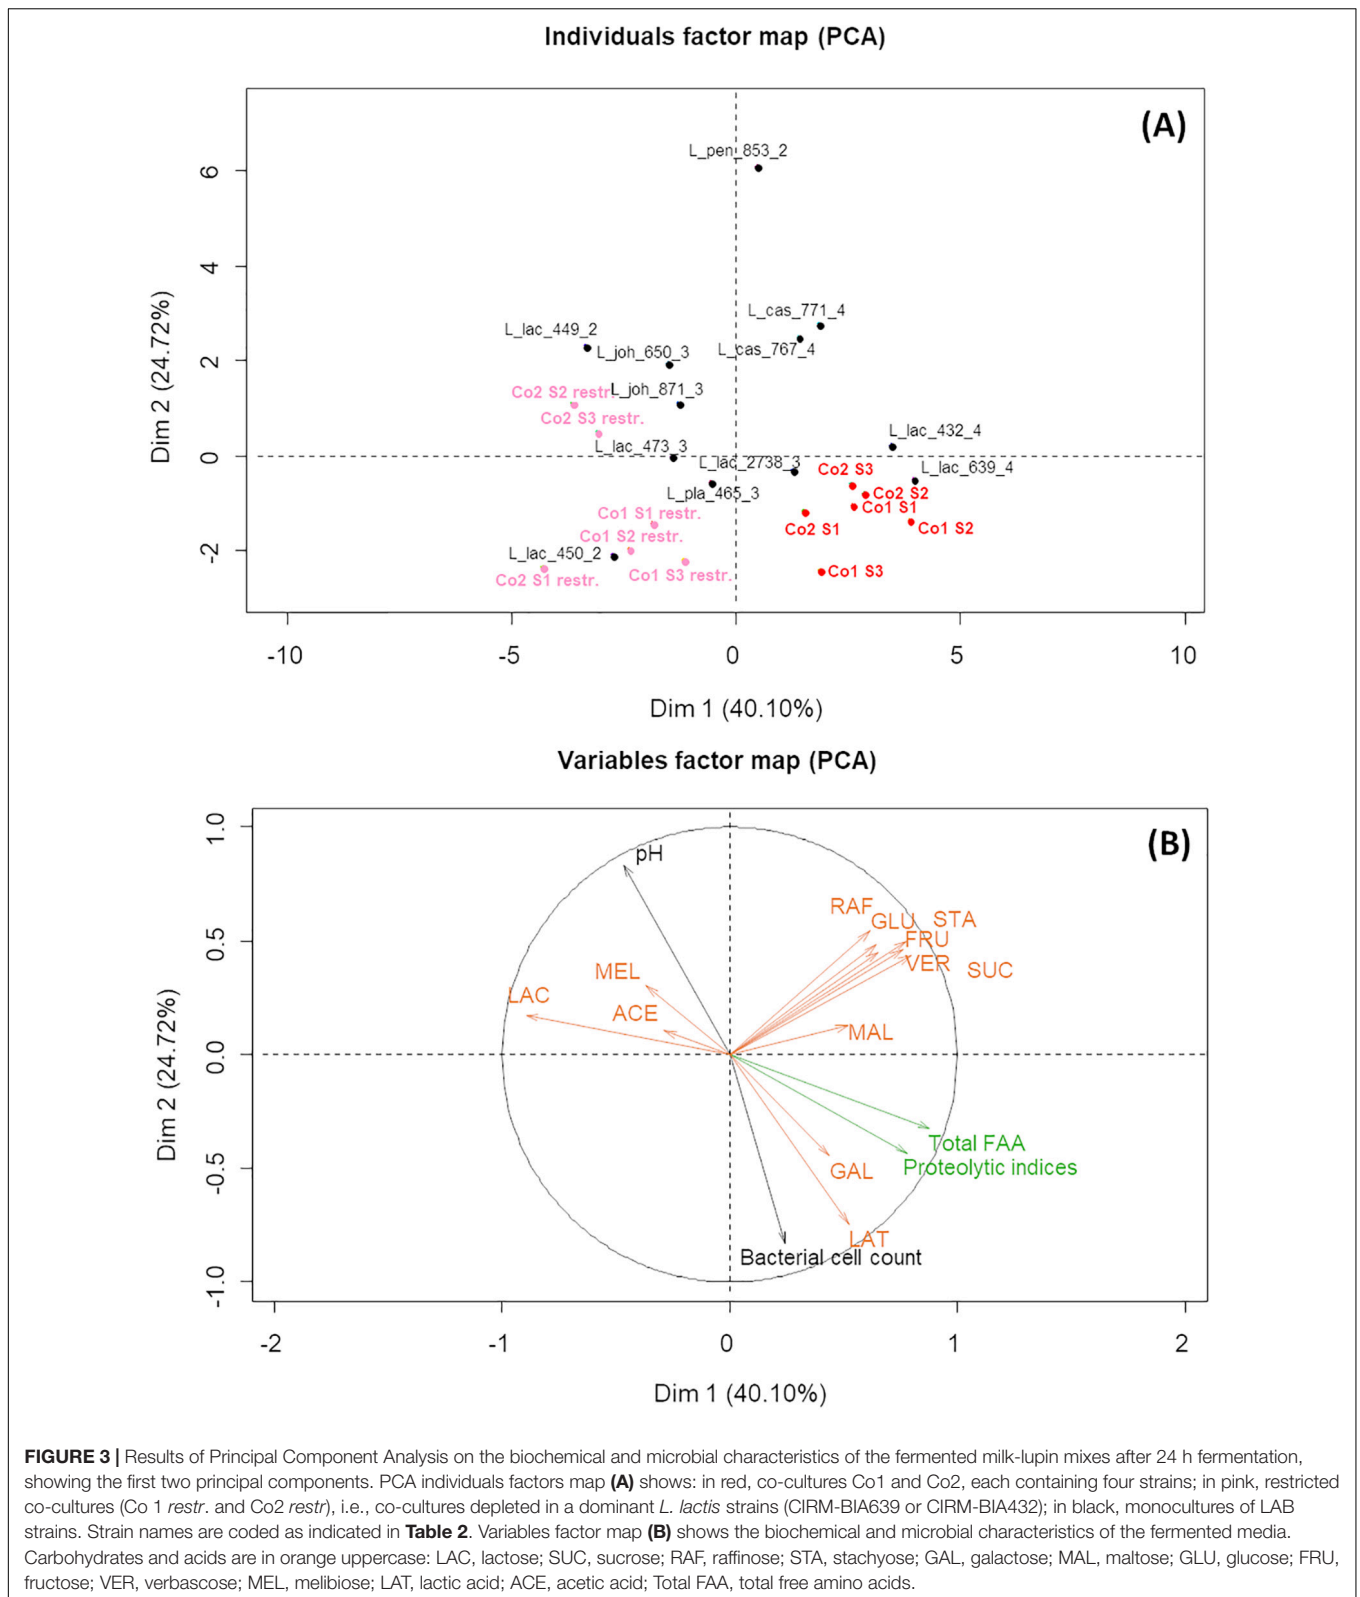 Individuals factor map (PCA)
(A)
L_pen_853_2
6
4
L_cas_771_4
L_lac_449_2
L_joh_650_3
L_cas_767_4
2
Co2 S2 restr.
L_joh_871_3
Co2 S3 restr.
L_lac_432_4
L_lac_473_3
L_lac_2738_3
L_lac_639_4
0
Co2 S3
L_pla_465_3
Co2 S2
Co1 S1
Co1 S1 restr.
Co2 S1
Co1 S2
Co1 S2 restr.
L_lac_450_2
-2
Co2 S1 restr.
Co1 S3 restr.
Co1 S3
Dim 2 (24.72%)
-10
-5
0
5
10
Dim 1 (40.10%)
Variables factor map (PCA)
(B)
1.0
pH
RAF
GLU
STA
0.5
FRU
VER
SUC
MEL
LAC
ACE
MAL
0.0
Total FAA
Proteolytic indices
GAL
-0.5
LAT
Bacterial cell count
-1.0
Dim 2 (24.72%)
-2
-1
0
1
2
Dim 1 (40.10%)
FIGURE 3 | Results of Principal Component Analysis on the biochemical and microbial characteristics of the fermented milk-lupin mixes after 24 h fermentation,
showing the first two principal components. PCA individuals factors map (A) shows: in red, co-cultures Co1 and Co2, each containing four strains; in pink, restricted
co-cultures (Co 1 restr. and Co2 restr), i.e., co-cultures depleted in a dominant L. lactis strains (CIRM-BIA639 or CIRM-BIA432); in black, monocultures of LAB
strains. Strain names are coded as indicated in Table 2. Variables factor map (B) shows the biochemical and microbial characteristics of the fermented media.
Carbohydrates and acids are in orange uppercase: LAC, lactose; SUC, sucrose; RAF, raffinose; STA, stachyose; GAL, galactose; MAL, maltose; GLU, glucose; FRU,
fructose; VER, verbascose; MEL, melibiose; LAT, lactic acid; ACE, acetic acid; Total FAA, total free amino acids.